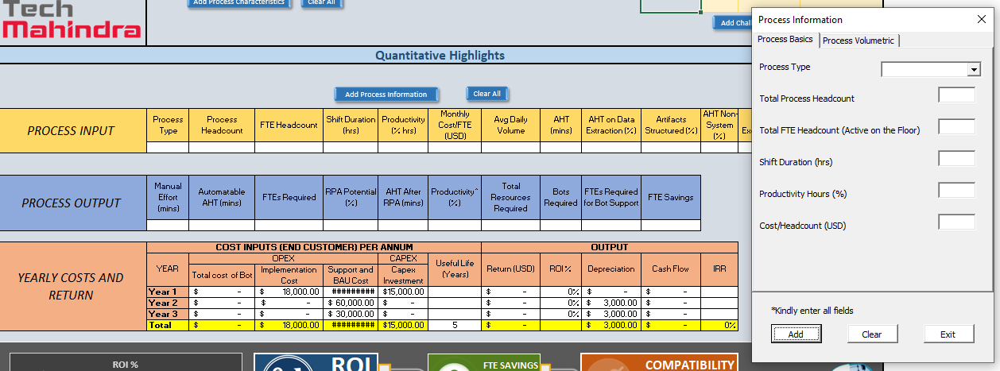 Tech
Mahindra
Add Process Characteristics
Clear All
Add Chal
Quantitative Highlights
Add Process Information
Clear All
PROCESS INPUT
Process Type
Process Headcount
FTE Headcount
Shift Duration (hrs)
Productivity (% hrs)
Monthly Cost/FTE (USD)
Avg Daily Volume
AHT (mins)
AHT on Data Extraction (%)
Artifacts Structured (%)
AHT Non-System (%)
PROCESS OUTPUT
Manual Effort (mins)
Automatable AHT (mins)
FTEs Required
RPA Potential (%)
AHT After RPA (mins)
Productivity^ (%)
Total Resources Required
Bots Required
FTEs Required for Bot Support
FTE Savings
YEARLY COSTS AND RETURN
COST INPUTS (END CUSTOMER) PER ANNUM
OUTPUT
YEAR
OPEX
CAPEX
Useful Life (Years)
Return (USD)
ROI %
Depreciation
Cash Flow
IRR
Total cost of Bot
Implementation Cost
Support and BAU Cost
Capex Investment
Year 1 $ - $ 18,000.00 ######### $15,000.00 $ - 0% $ - $ -
Year 2 $ - $ - $ 60,000.00 $ - $ - 0% $ 3,000.00 $ -
Year 3 $ - $ - $ 30,000.00 $ - $ - 0% $ 3,000.00 $ -
Total $ - $ 18,000.00 ######### $15,000.00 5 $ - $ 3,000.00 $ - 0%
ROI %
ROI
FTE SAVINGS
COMPATIBILITY
Process Information
Process Basics
Process Volumetric
Process Type
Total Process Headcount
Total FTE Headcount (Active on the Floor)
Shift Duration (hrs)
Productivity Hours (%)
Cost/Headcount (USD)
*Kindly enter all fields
Add
Clear
Exit